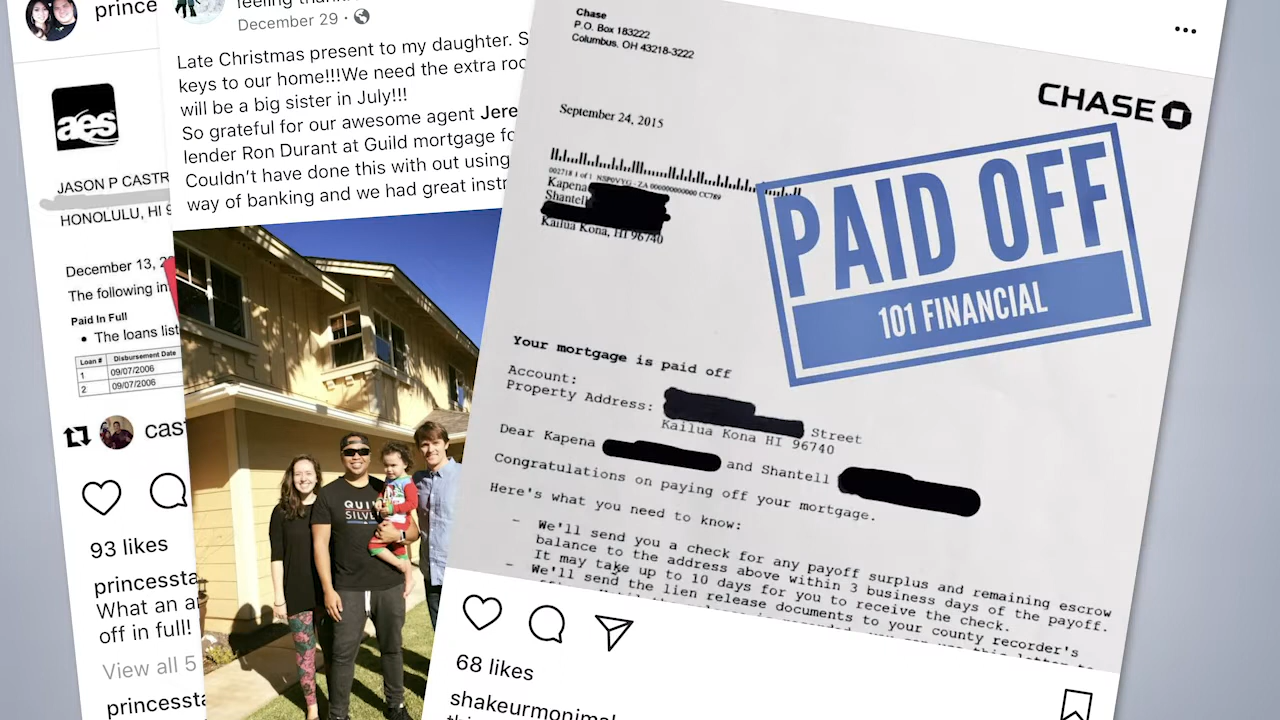 prince
aes
JASON P CASTR
HONOLULU, HI 9
December 13, 2
The following in
Paid In Full
• The loans list
Loan # Disbursement Date
1 09/07/2006
2 09/07/2006
cas
93 likes
princessta
What an a
off in full!
View all 5
princessta
feeling
December 29 ·
Late Christmas present to my daughter. S
keys to our home!!!We need the extra roo
will be a big sister in July!!!
So grateful for our awesome agent Jere
lender Ron Durant at Guild mortgage fo
Couldn't have done this with out using
way of banking and we had great instr
QUI
SILVE
Chase
P.O. Box 183222
Columbus, OH 43218-3222
CHASE
September 24, 2015
Kapena
Shantell
Kailua Kona, HI 96740
PAID OFF
101 FINANCIAL
Your mortgage is paid off
Account:
Property Address: Street
Kailua Kona HI 96740
Dear Kapena and Shantell
Congratulations on paying off your mortgage.
Here's what you need to know:
- We'll send you a check for any payoff surplus and remaining escrow
balance to the address above within 3 business days of the payoff.
It may take up to 10 days for you to receive the check.
- We'll send the lien release documents to your county recorder's
68 likes